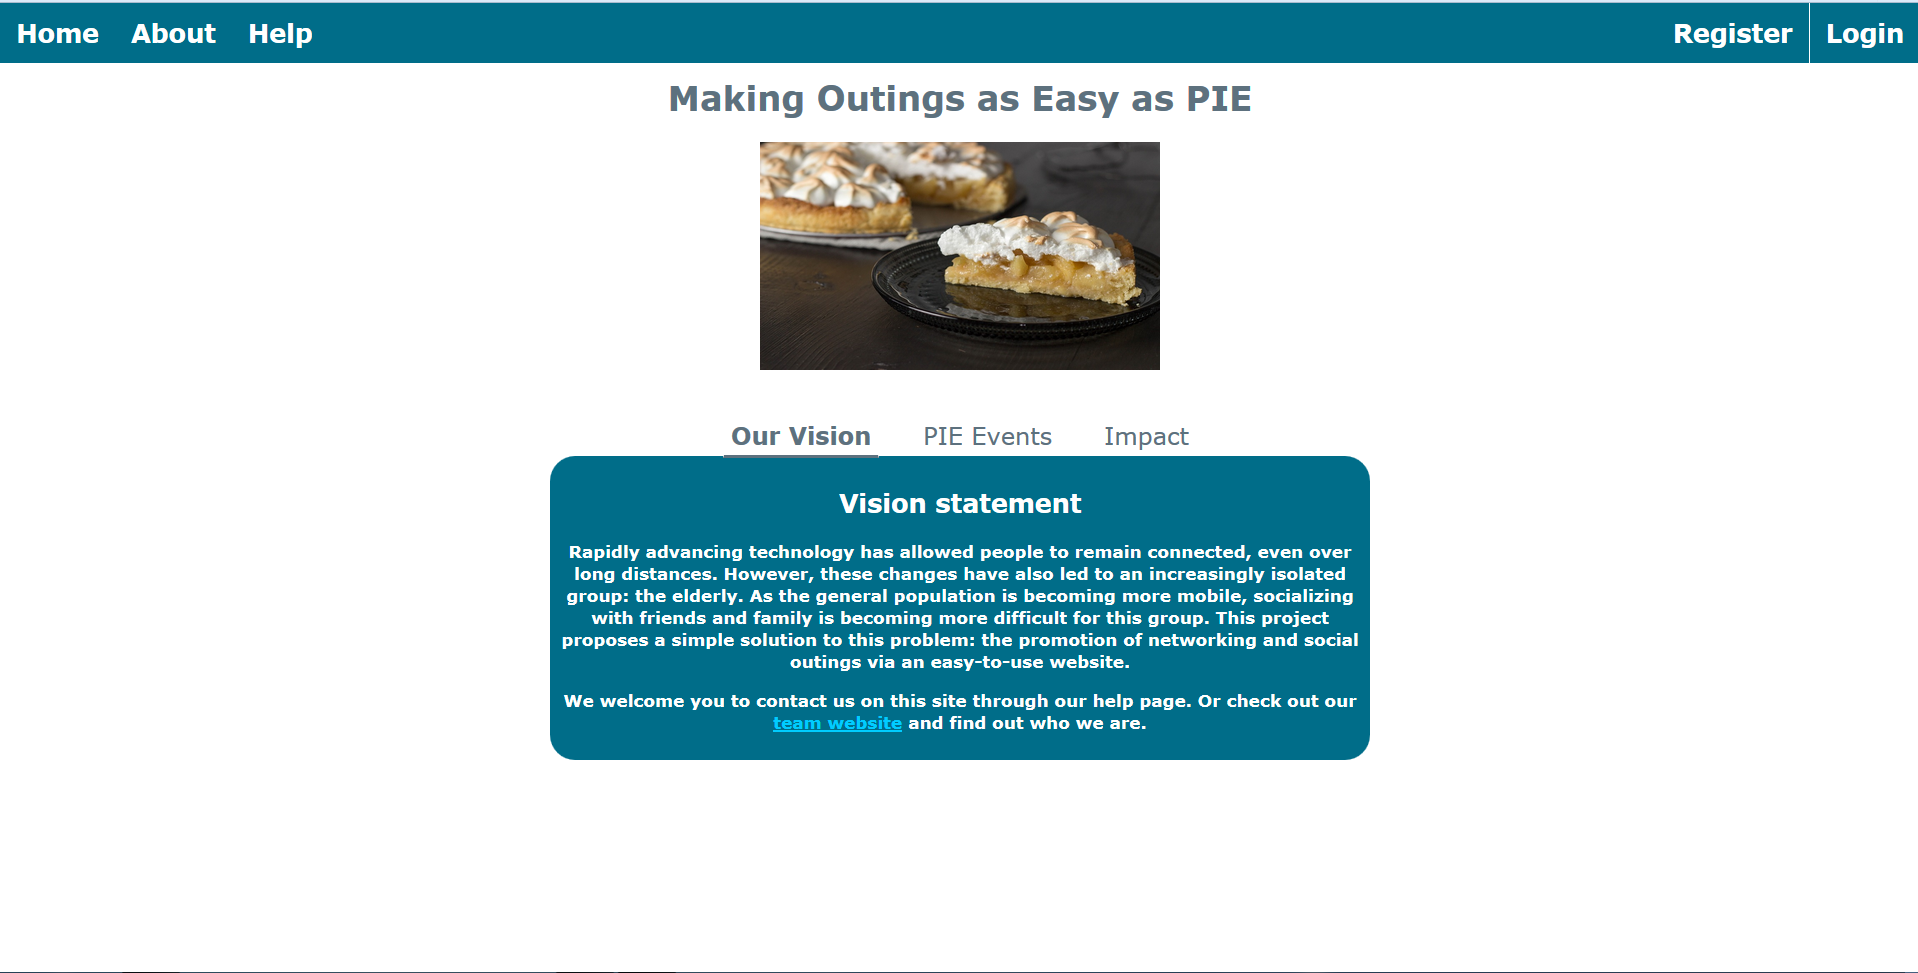 Home About Help Register Login
Making Outings as Easy as PIE
Our Vision PIE Events Impact
Vision statement
Rapidly advancing technology has allowed people to remain connected, even over
long distances. However, these changes have also led to an increasingly isolated
group: the elderly. As the general population is becoming more mobile, socializing
with friends and family is becoming more difficult for this group. This project
proposes a simple solution to this problem: the promotion of networking and social
outings via an easy-to-use website.
We welcome you to contact us on this site through our help page. Or check out our
team website and find out who we are.